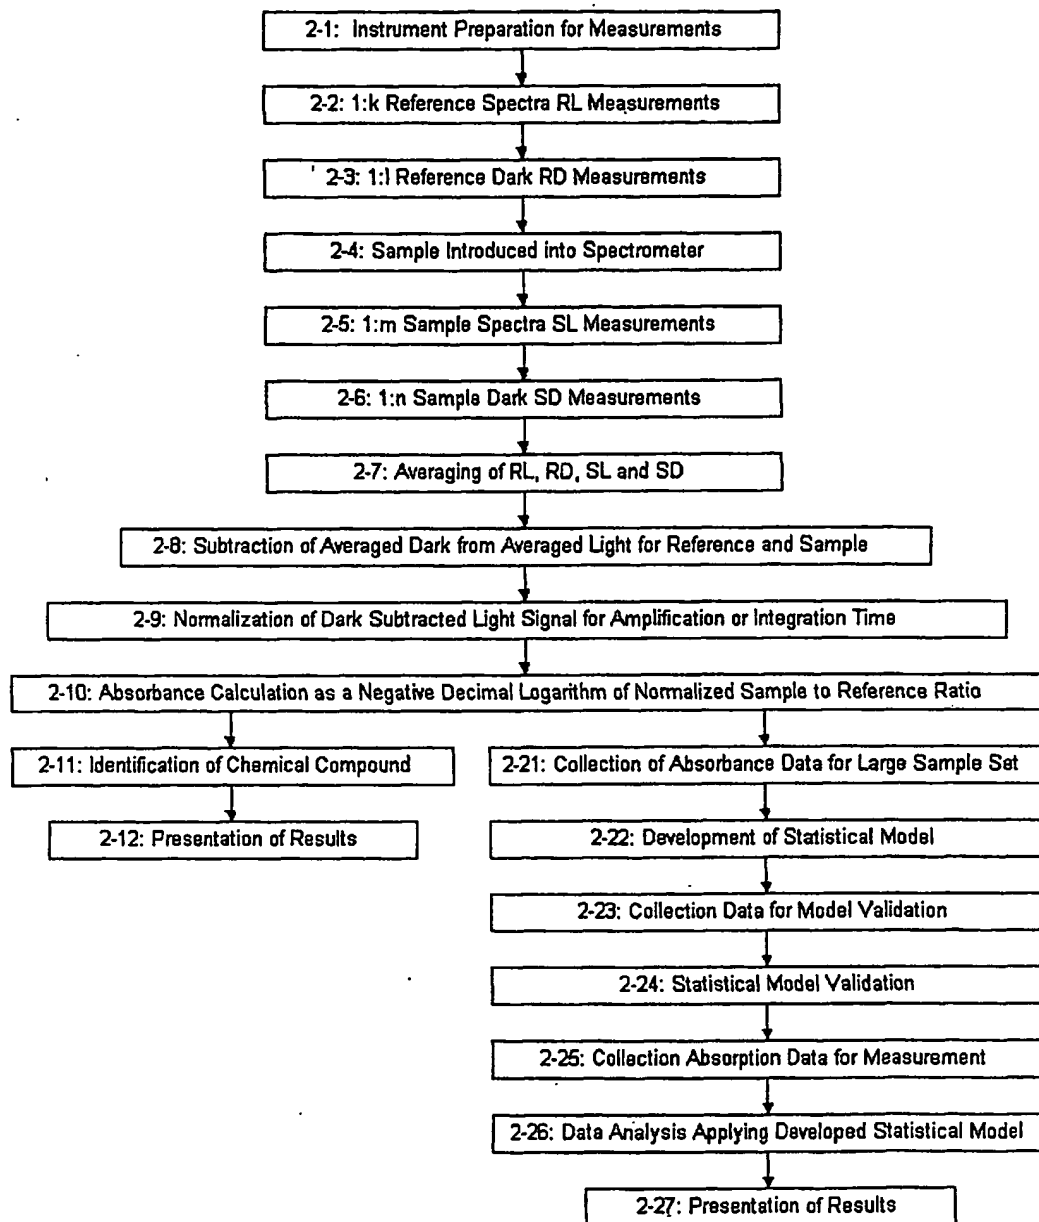 2-1: Instrument Preparation for Measurements
2-2: 1:k Reference Spectra RL Measurements
2-3: 1:l Reference Dark RD Measurements
2-4: Sample Introduced into Spectrometer
2-5: 1:m Sample Spectra SL Measurements
2-6: 1:n Sample Dark SD Measurements
2-7: Averaging of RL, RD, SL and SD
2-8: Subtraction of Averaged Dark from Averaged Light for Reference and Sample
2-9: Normalization of Dark Subtracted Light Signal for Amplification or Integration Time
2-10: Absorbance Calculation as a Negative Decimal Logarithm of Normalized Sample to Reference Ratio
2-11: Identification of Chemical Compound
2-12: Presentation of Results
2-21: Collection of Absorbance Data for Large Sample Set
2-22: Development of Statistical Model
2-23: Collection Data for Model Validation
2-24: Statistical Model Validation
2-25: Collection Absorption Data for Measurement
2-26: Data Analysis Applying Developed Statistical Model
2-27: Presentation of Results